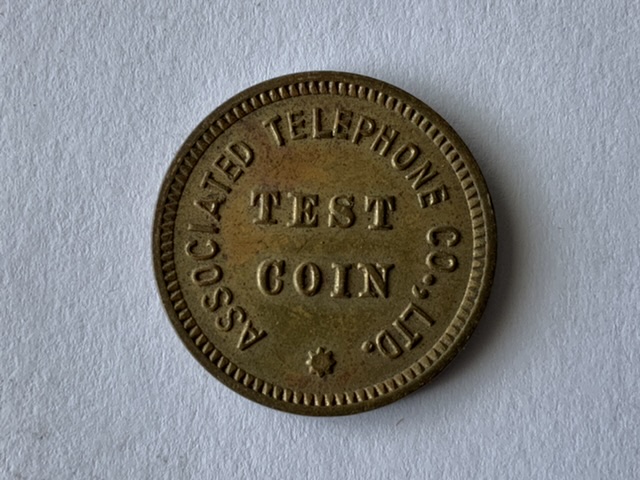 ASSOCIATED TELEPHONE CO., LTD.
TEST
COIN